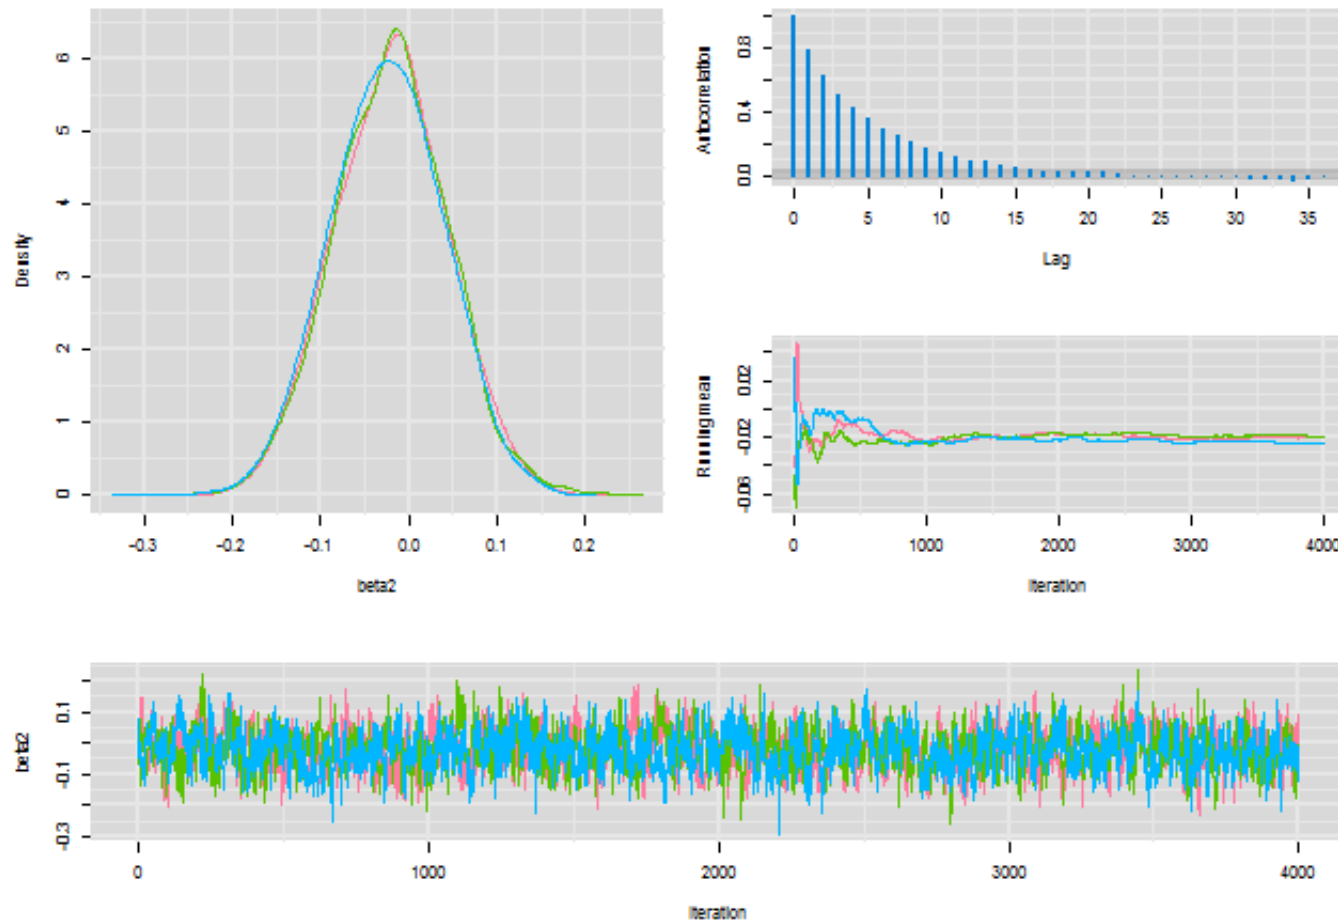 Density
0 1 2 3 4 5 6
-0.3 -0.2 -0.1 0.0 0.1 0.2
beta2
Autocorrelation
0.0 0.4 0.8
0 5 10 15 20 25 30 35
Lag
Running mean
-0.06 -0.02 0.02
0 1000 2000 3000 4000
Iteration
beta2
-0.3 -0.1 0.1
0 1000 2000 3000 4000
Iteration